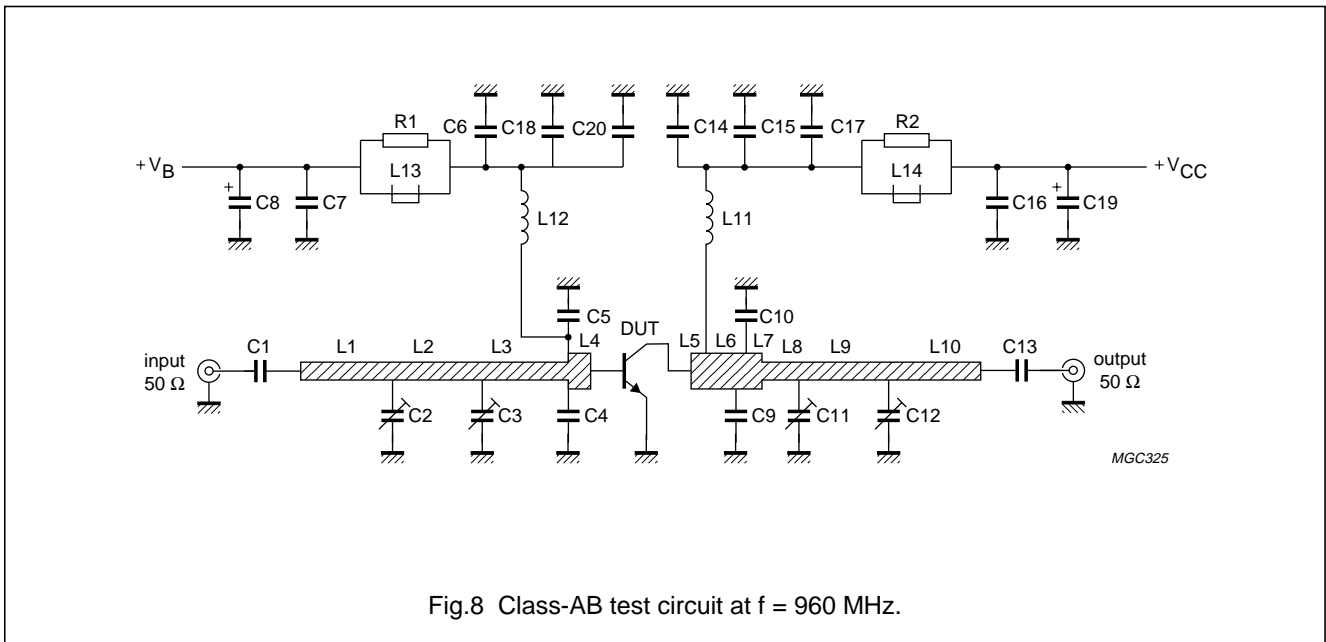 R1 C6 C18 C20 C14 C15 C17 R2
+VB L13 L14 +VCC
+ C8 C7 L12 L11 C16 + C19
C5 DUT C10
input 50 Ω C1 L1 L2 L3 L4 L5 L6 L7 L8 L9 L10 C13 output 50 Ω
C2 C3 C4 C9 C11 C12
MGC325
Fig.8 Class-AB test circuit at f = 960 MHz.